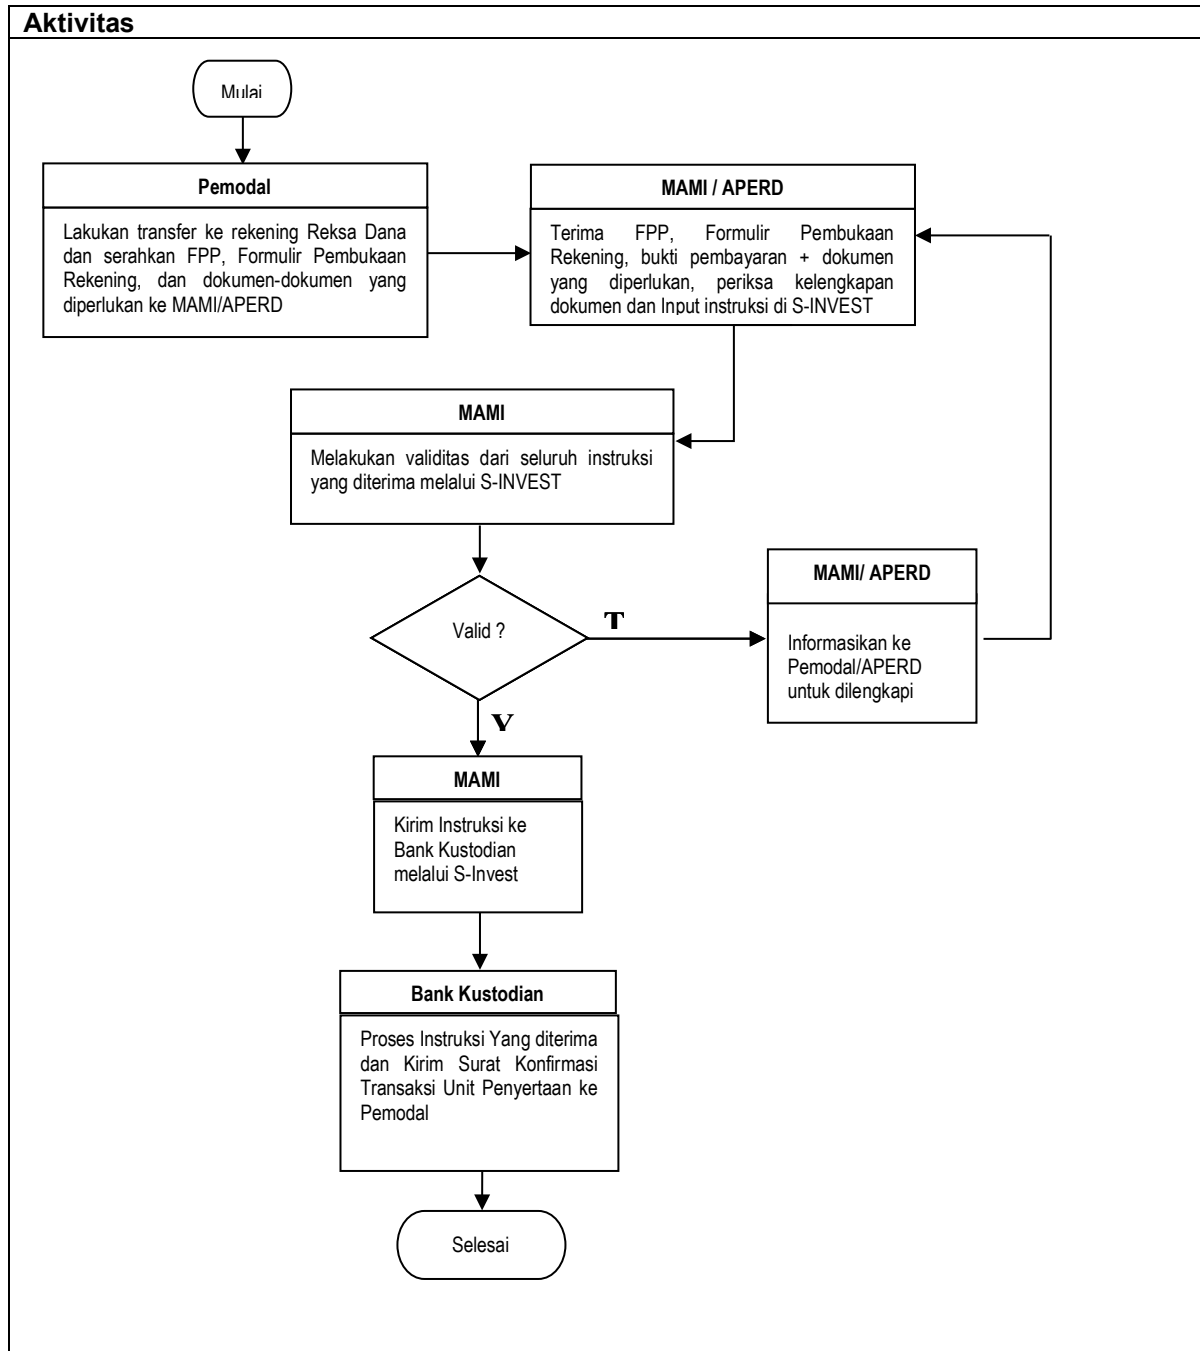 Aktivitas
Mulai
Pemodal
Lakukan transfer ke rekening Reksa Dana
dan serahkan FPP, Formulir Pembukaan
Rekening, dan dokumen-dokumen yang
diperlukan ke MAMI/APERD
MAMI / APERD
Terima FPP, Formulir Pembukaan
Rekening, bukti pembayaran + dokumen
yang diperlukan, periksa kelengkapan
dokumen dan Input instruksi di S-INVEST
MAMI
Melakukan validitas dari seluruh instruksi
yang diterima melalui S-INVEST
Valid ?
T
MAMI/ APERD
Informasikan ke
Pemodal/APERD
untuk dilengkapi
Y
MAMI
Kirim Instruksi ke
Bank Kustodian
melalui S-Invest
Bank Kustodian
Proses Instruksi Yang diterima
dan Kirim Surat Konfirmasi
Transaksi Unit Penyertaan ke
Pemodal
Selesai